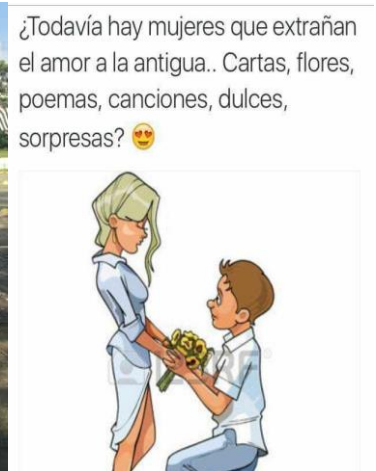 ¿Todavía hay mujeres que extrañan
el amor a la antigua.. Cartas, flores,
poemas, canciones, dulces,
sorpresas? 😍